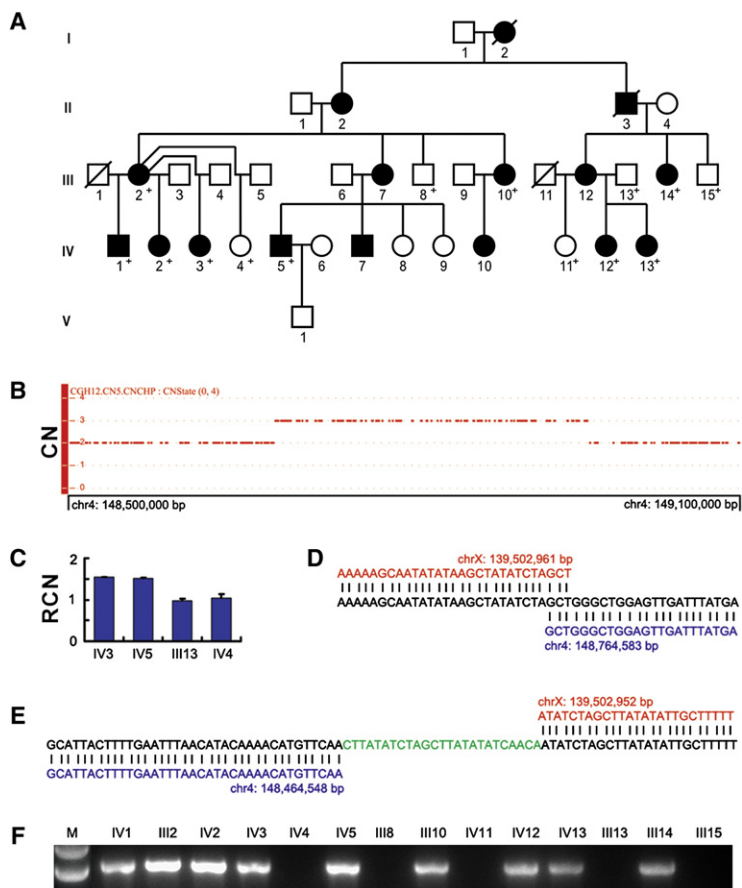 A
I
1
2
II
1
2
3
4
III
1
2+
3
4
5
6
7
8+
9
10+
11
12
13+
14+
15+
IV
1+
2+
3+
4+
5+
6
7
8
9
10
11+
12+
13+
V
1
B
CN
CGH12.CN5.CNCHP : CNState (0, 4)
4
3
2
1
0
chr4: 148,500,000 bp
chr4: 149,100,000 bp
C
RCN
2
1
0
IV3 IV5 III13 IV4
D
chrX: 139,502,961 bp
AAAAAGCAATATATAAGCTATATCTAGCT
AAAAAGCAATATATAAGCTATATCTAGCTGGGCTGGAGTTGATTTATGA
GCTGGGCTGGAGTTGATTTATGA
chr4: 148,764,583 bp
E
chrX: 139,502,952 bp
ATATCTAGCTTATATATTGCTTTTT
GCATTACTTTTGAATTTAACATACAAAACATGTTCAACTTATATCTAGCTTATATATCAACAATATCTAGCTTATATATTGCTTTTT
GCATTACTTTTGAATTTAACATACAAAACATGTTCAA
chr4: 148,464,548 bp
F
M IV1 III2 IV2 IV3 IV4 IV5 III8 III10 IV11 IV12 IV13 III13 III14 III15